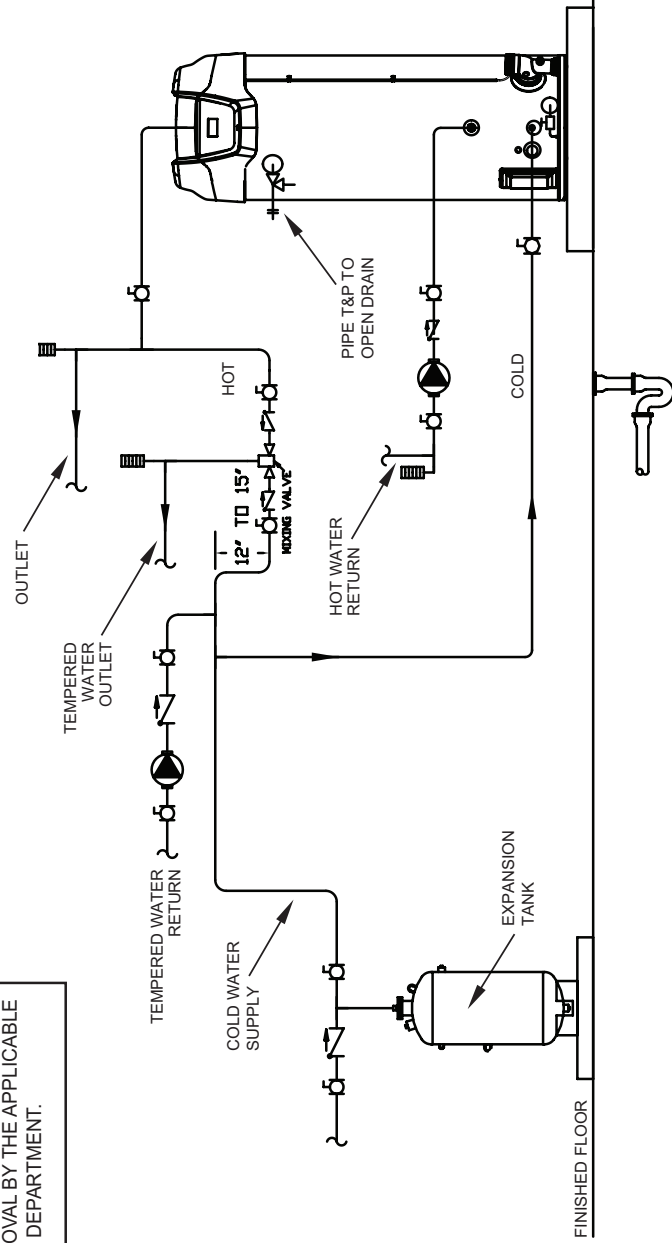 OVAL BY THE APPLICABLE
DEPARTMENT.
OUTLET
TEMPERED
WATER
OUTLET
HOT
12" TO 15"
MIXING VALVE
PIPE T&P TO
OPEN DRAIN
TEMPERED WATER
RETURN
COLD WATER
SUPPLY
HOT WATER
RETURN
COLD
EXPANSION
TANK
FINISHED FLOOR